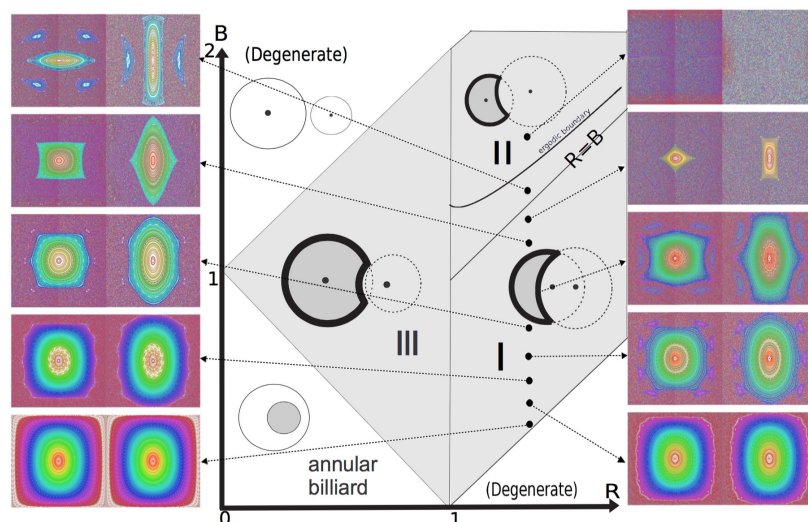 B
2
(Degenerate)
ergodic boundary
II
R=B
1
III
I
annular
billiard
(Degenerate)
R
0
1